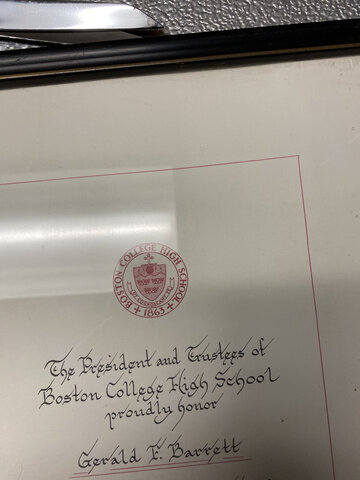 BOSTON COLLEGE HIGH SCHOOL
1863
The President and Trustees of
Boston College High School
proudly honor
Gerald F. Barrett